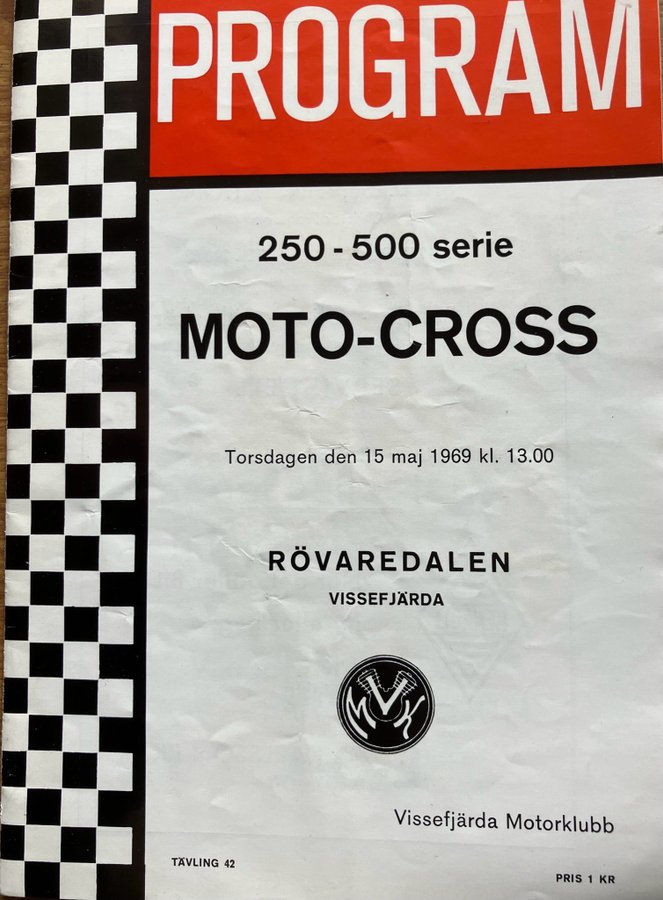 PROGRAM
250 - 500 serie
MOTO-CROSS
Torsdagen den 15 maj 1969 kl. 13.00
RÖVAREDALEN
VISSEFJÄRDA
MVK
Vissefjärda Motorklubb
TÄVLING 42
PRIS 1 KR